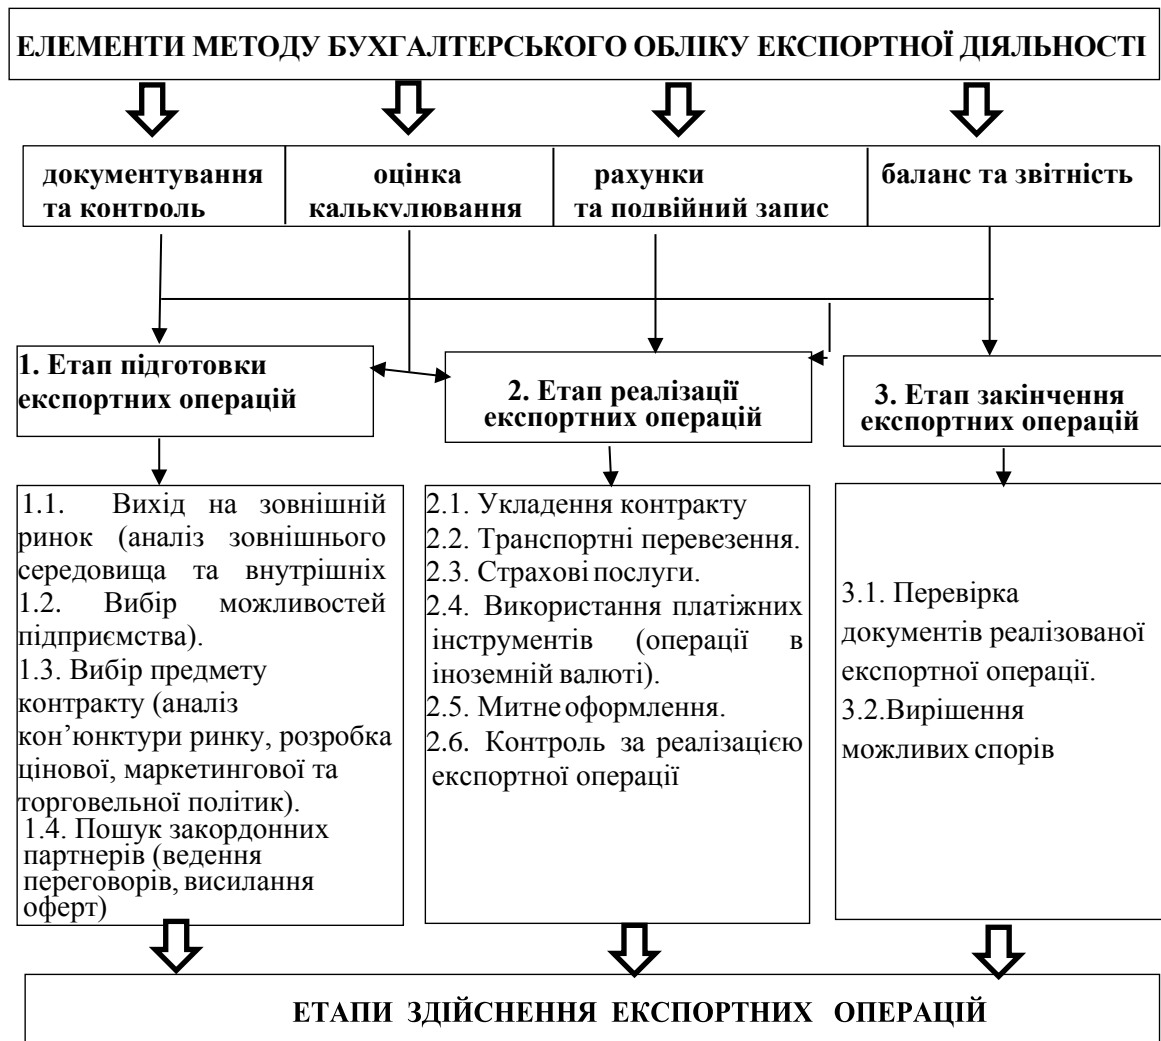 ЕЛЕМЕНТИ МЕТОДУ БУХГАЛТЕРСЬКОГО ОБЛІКУ ЕКСПОРТНОЇ ДІЯЛЬНОСТІ
документування
та контроль
оцінка
калькулювання
рахунки
та подвійний запис
баланс та звітність
1. Етап підготовки
експортних операцій
2. Етап реалізації
експортних операцій
3. Етап закінчення
експортних операцій
1.1. Вихід на зовнішній
ринок (аналіз зовнішнього
середовища та внутрішніх
1.2. Вибір можливостей
підприємства).
1.3. Вибір предмету
контракту (аналіз
кон’юнктури ринку, розробка
цінової, маркетингової та
торговельної політик).
1.4. Пошук закордонних
партнерів (ведення
переговорів, висилання
оферт)
2.1. Укладення контракту
2.2. Транспортні перевезення.
2.3. Страхові послуги.
2.4. Використання платіжних
інструментів (операції в
іноземній валюті).
2.5. Митне оформлення.
2.6. Контроль за реалізацією
експортної операції
3.1. Перевірка
документів реалізованої
експортної операції.
3.2.Вирішення
можливих спорів
ЕТАПИ ЗДІЙСНЕННЯ ЕКСПОРТНИХ ОПЕРАЦІЙ